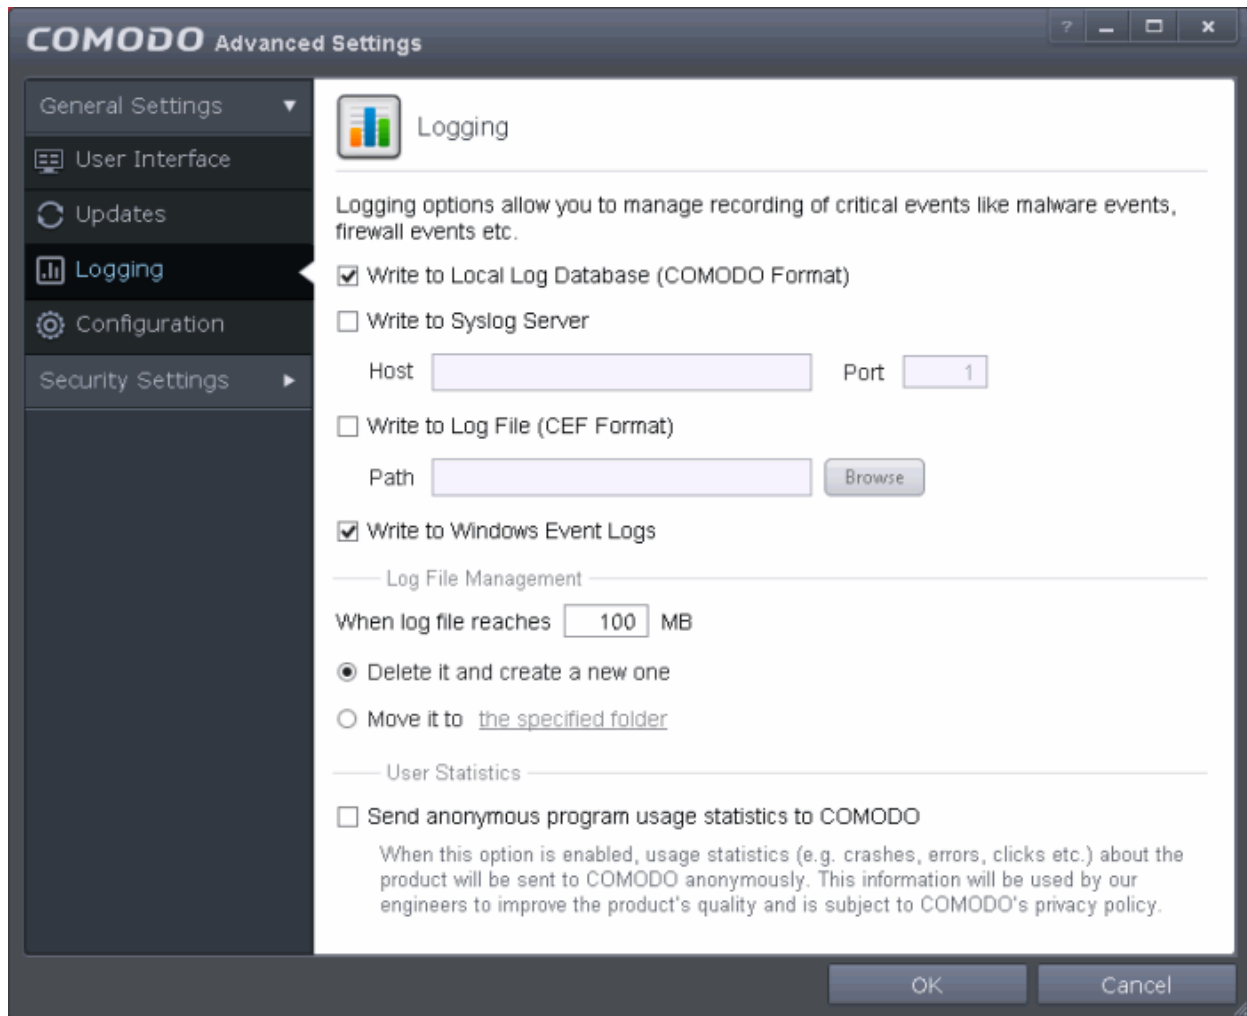 COMODO Advanced Settings
?
General Settings
User Interface
Updates
Logging
Configuration
Security Settings
Logging
Logging options allow you to manage recording of critical events like malware events,
firewall events etc.
Write to Local Log Database (COMODO Format)
Write to Syslog Server
Host
Port 1
Write to Log File (CEF Format)
Path
Browse
Write to Windows Event Logs
Log File Management
When log file reaches 100 MB
Delete it and create a new one
Move it to the specified folder
User Statistics
Send anonymous program usage statistics to COMODO
When this option is enabled, usage statistics (e.g. crashes, errors, clicks etc.) about the
product will be sent to COMODO anonymously. This information will be used by our
engineers to improve the product's quality and is subject to COMODO's privacy policy.
OK
Cancel